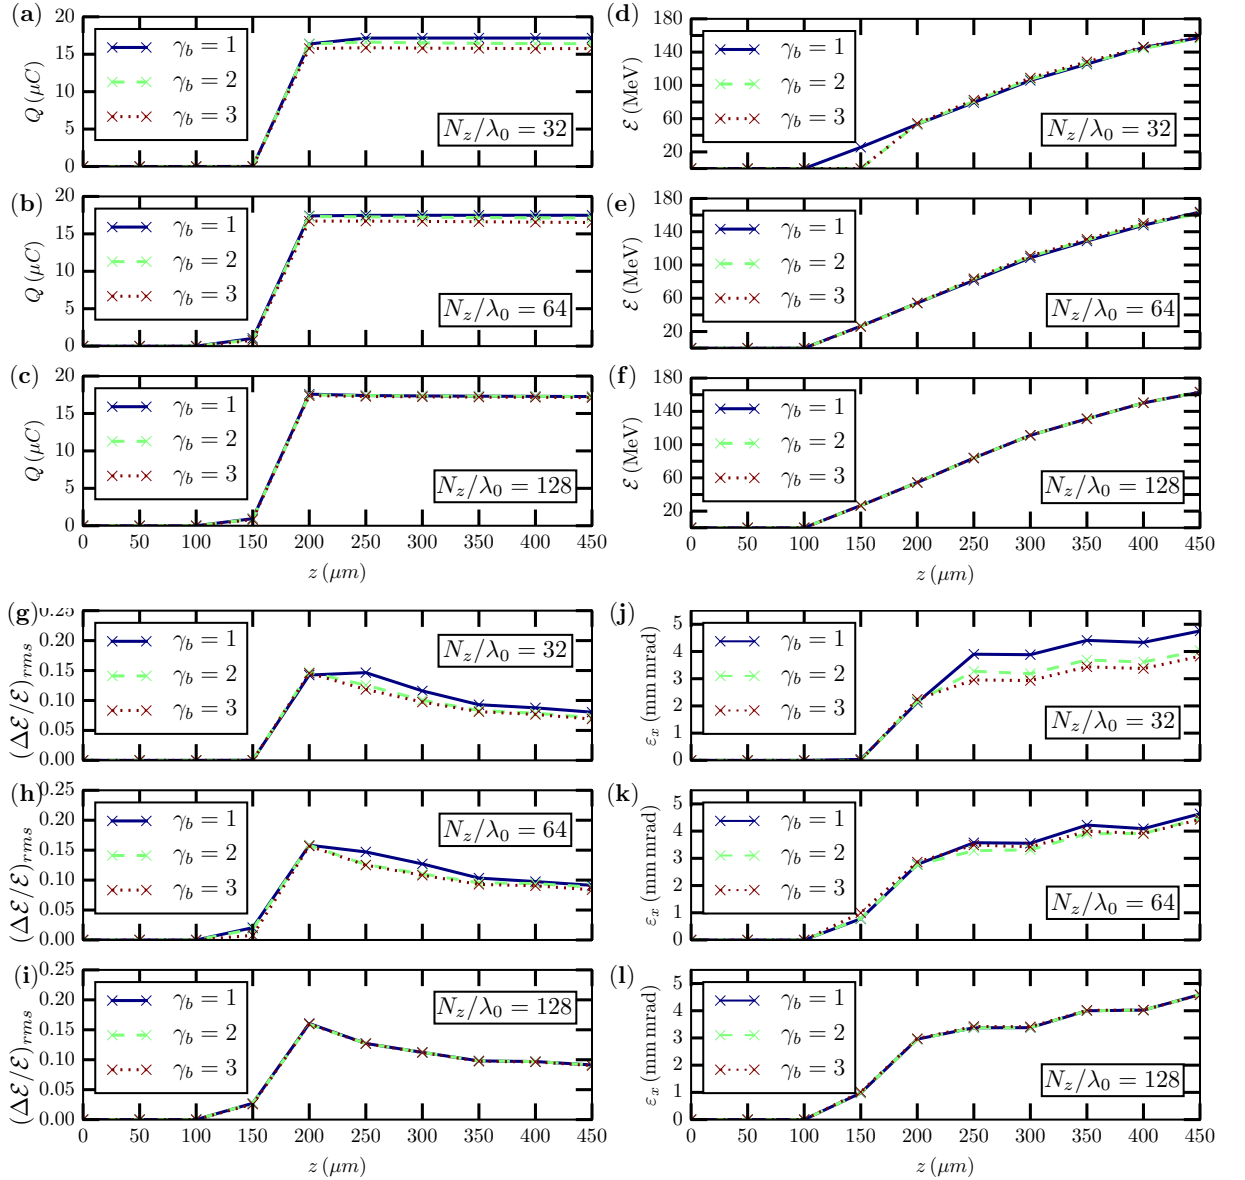 (a)
20
15
10
5
0
Q (μC)
γb = 1
γb = 2
γb = 3
Nz/λ0 = 32
(d)
180
140
100
60
20
ℰ (MeV)
γb = 1
γb = 2
γb = 3
Nz/λ0 = 32
(b)
20
15
10
5
0
Q (μC)
γb = 1
γb = 2
γb = 3
Nz/λ0 = 64
(e)
180
140
100
60
20
ℰ (MeV)
γb = 1
γb = 2
γb = 3
Nz/λ0 = 64
(c)
20
15
10
5
0
Q (μC)
γb = 1
γb = 2
γb = 3
Nz/λ0 = 128
0 50 100 150 200 250 300 350 400 450
z (μm)
(f)
180
140
100
60
20
ℰ (MeV)
γb = 1
γb = 2
γb = 3
Nz/λ0 = 128
0 50 100 150 200 250 300 350 400 450
z (μm)
(g)
0.25
0.20
0.15
0.10
0.05
0.00
(Δℰ/ℰ)rms
γb = 1
γb = 2
γb = 3
Nz/λ0 = 32
(j)
5
4
3
2
1
0
εx (mm mrad)
γb = 1
γb = 2
γb = 3
Nz/λ0 = 32
(h)
0.25
0.20
0.15
0.10
0.05
0.00
(Δℰ/ℰ)rms
γb = 1
γb = 2
γb = 3
Nz/λ0 = 64
(k)
5
4
3
2
1
0
εx (mm mrad)
γb = 1
γb = 2
γb = 3
Nz/λ0 = 64
(i)
0.25
0.20
0.15
0.10
0.05
0.00
(Δℰ/ℰ)rms
γb = 1
γb = 2
γb = 3
Nz/λ0 = 128
0 50 100 150 200 250 300 350 400 450
z (μm)
(l)
5
4
3
2
1
0
εx (mm mrad)
γb = 1
γb = 2
γb = 3
Nz/λ0 = 128
0 50 100 150 200 250 300 350 400 450
z (μm)